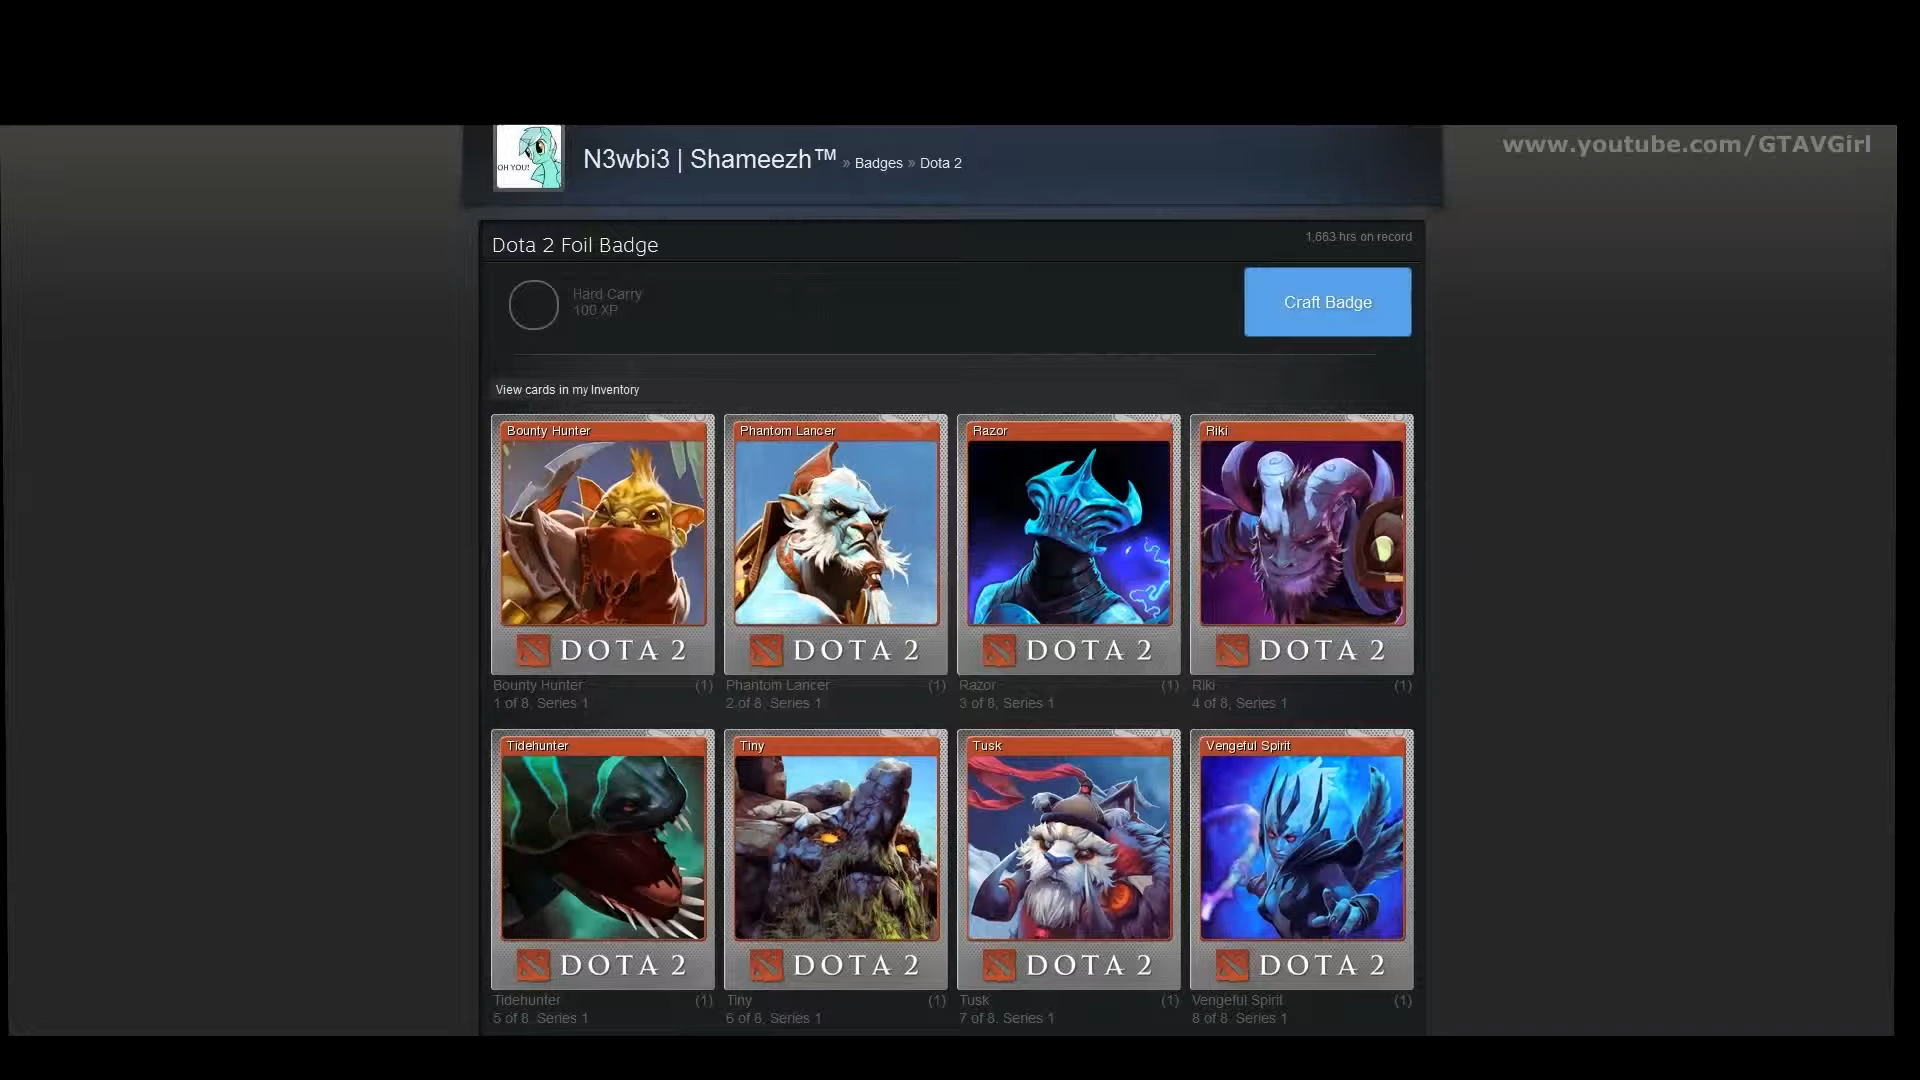 www.youtube.com/GTAVGirl
OH YOU!
N3wbi3 | Shameezh™ » Badges » Dota 2
Dota 2 Foil Badge
1,663 hrs on record
Hard Carry
100 XP
Craft Badge
View cards in my Inventory
Bounty Hunter
Phantom Lancer
Razor
Riki
DOTA 2
DOTA 2
DOTA 2
DOTA 2
Bounty Hunter (1)
1 of 8, Series 1
Phantom Lancer (1)
2 of 8, Series 1
Razor (1)
3 of 8, Series 1
Riki (1)
4 of 8, Series 1
Tidehunter
Tiny
Tusk
Vengeful Spirit
DOTA 2
DOTA 2
DOTA 2
DOTA 2
Tidehunter (1)
5 of 8, Series 1
Tiny (1)
6 of 8, Series 1
Tusk (1)
7 of 8, Series 1
Vengeful Spirit (1)
8 of 8, Series 1